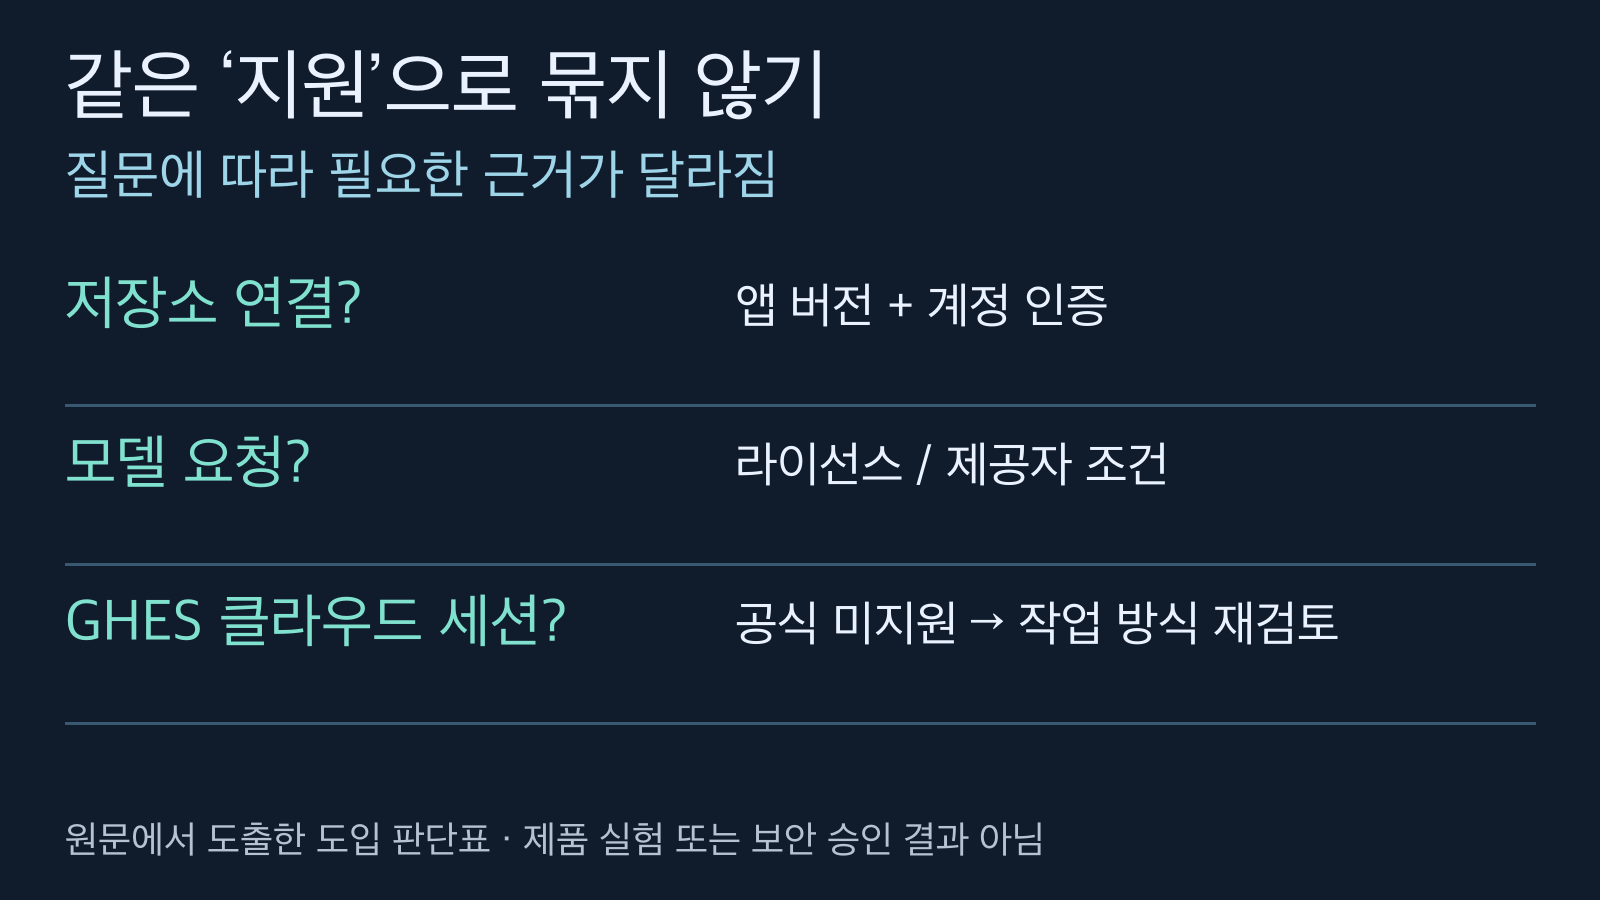 같은 ‘지원’으로 묶지 않기
질문에 따라 필요한 근거가 달라짐
저장소 연결?
앱 버전 + 계정 인증
모델 요청?
라이선스 / 제공자 조건
GHES 클라우드 세션?
공식 미지원 → 작업 방식 재검토
원문에서 도출한 도입 판단표 · 제품 실험 또는 보안 승인 결과 아님